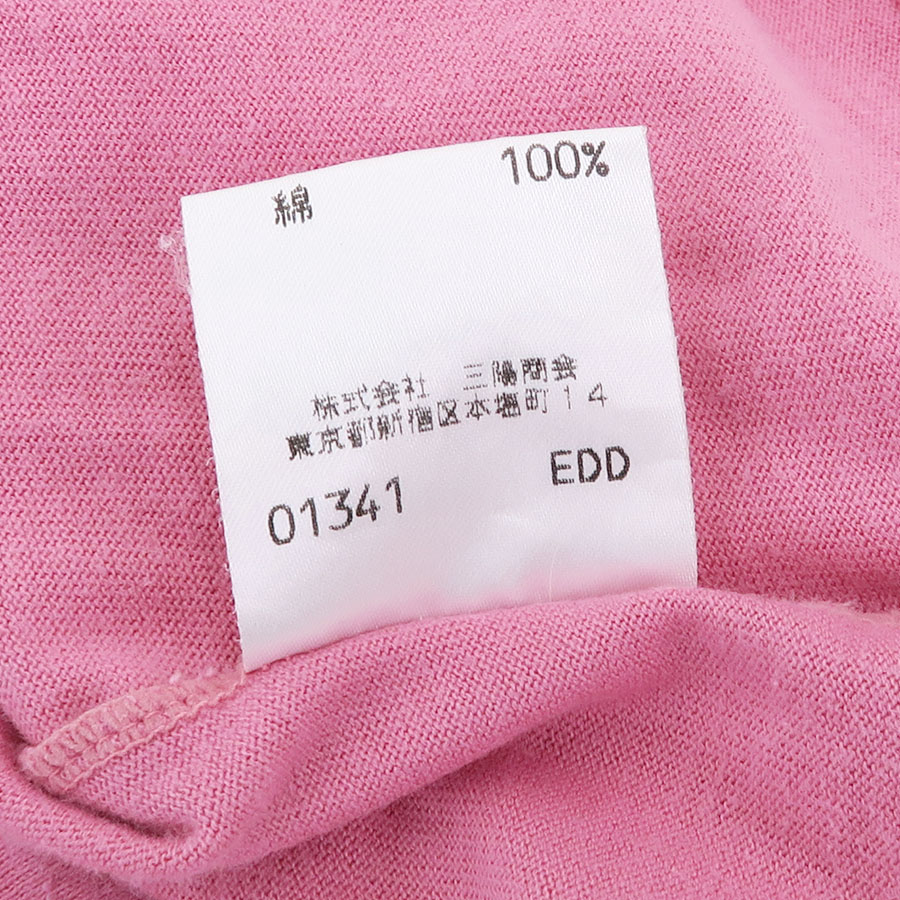 綿 100%
株式会社 三陽商会
東京都新宿区本塩町14
01341 EDD